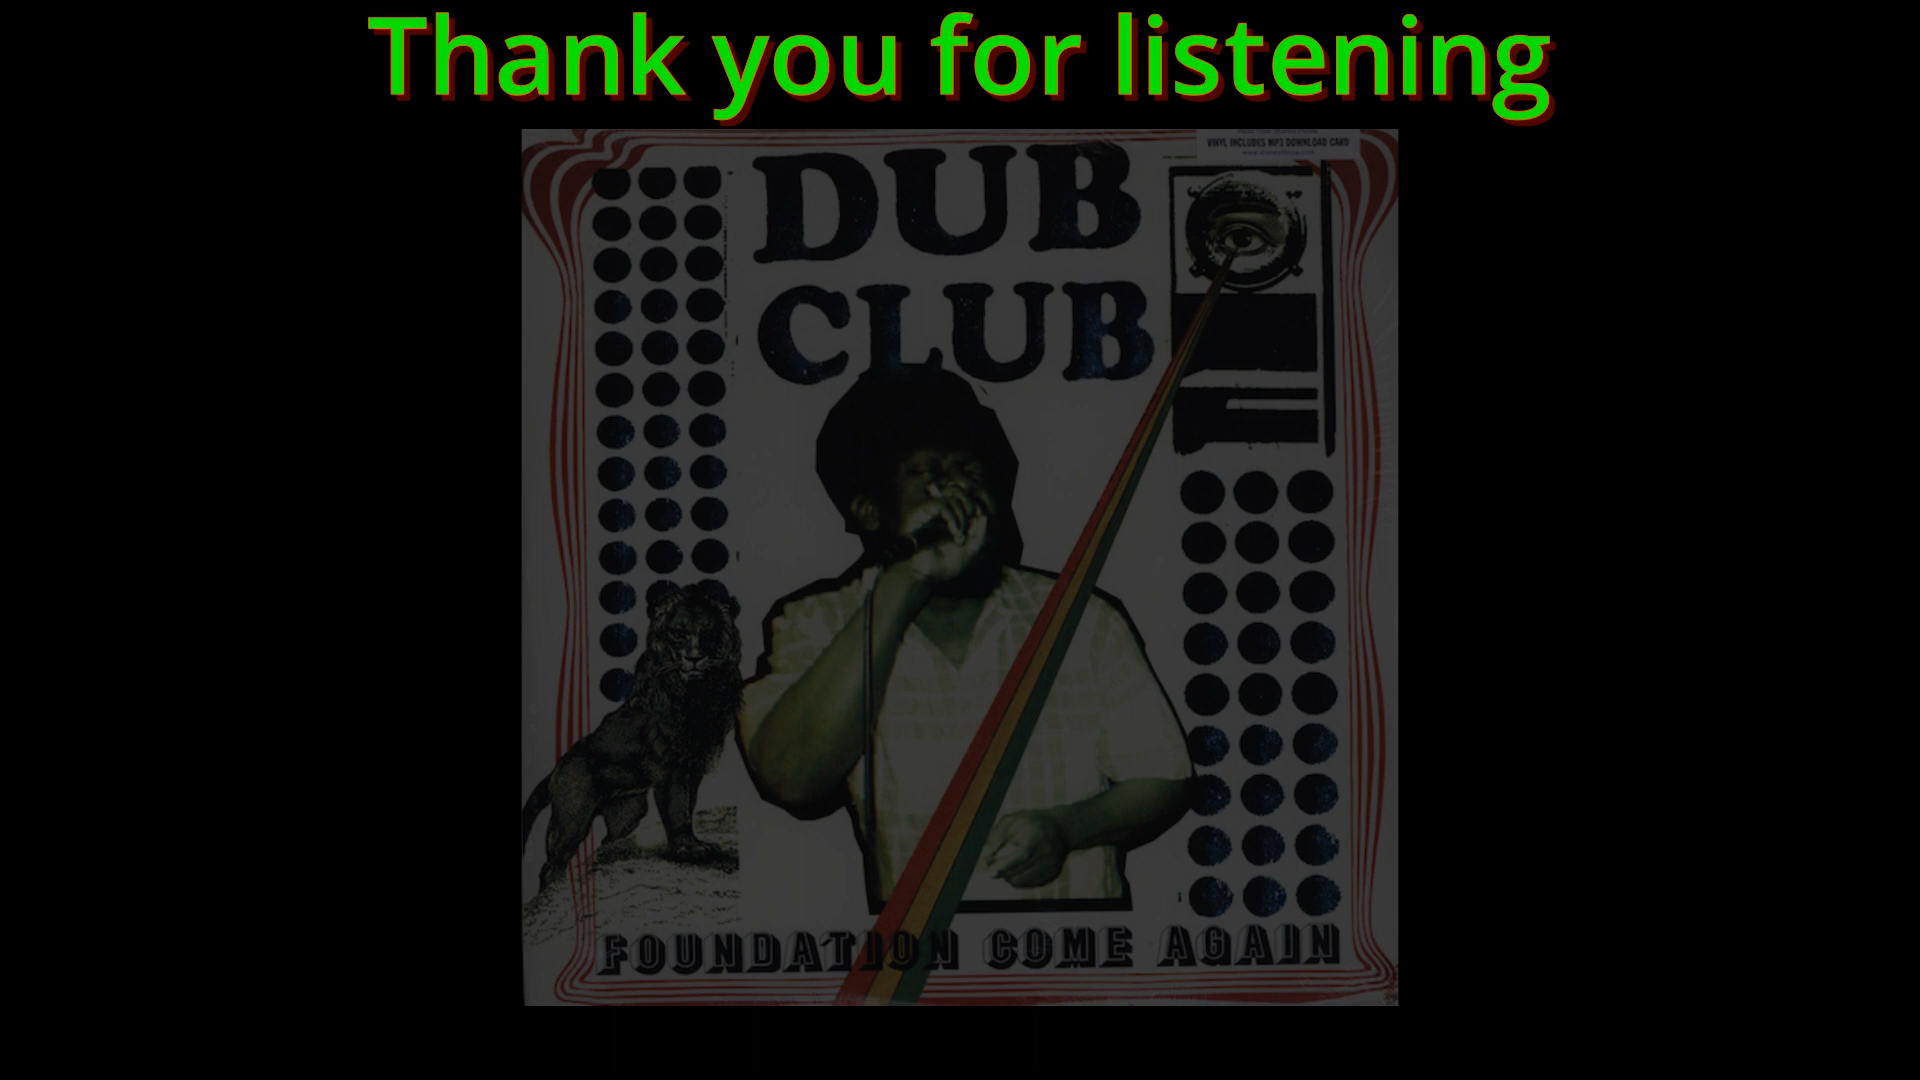 Thank you for listening
VINYL INCLUDES MP3 DOWNLOAD CARD
DUB
CLUB
FOUNDATION COME AGAIN